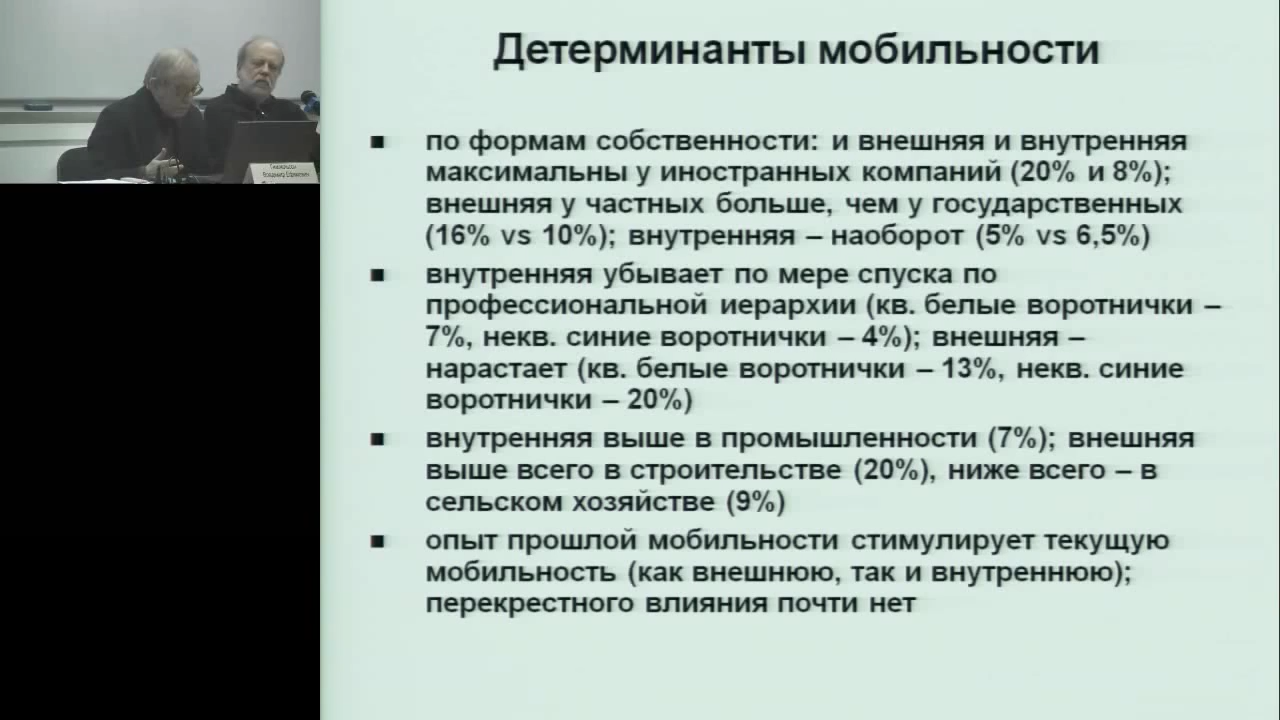 Детерминанты мобильности
▪ по формам собственности: и внешняя и внутренняя
максимальны у иностранных компаний (20% и 8%);
внешняя у частных больше, чем у государственных
(16% vs 10%); внутренняя – наоборот (5% vs 6,5%)
▪ внутренняя убывает по мере спуска по
профессиональной иерархии (кв. белые воротнички –
7%, некв. синие воротнички – 4%); внешняя –
нарастает (кв. белые воротнички – 13%, некв. синие
воротнички – 20%)
▪ внутренняя выше в промышленности (7%); внешняя
выше всего в строительстве (20%), ниже всего – в
сельском хозяйстве (9%)
▪ опыт прошлой мобильности стимулирует текущую
мобильность (как внешнюю, так и внутреннюю);
перекрестного влияния почти нет
Владимир Ефимович